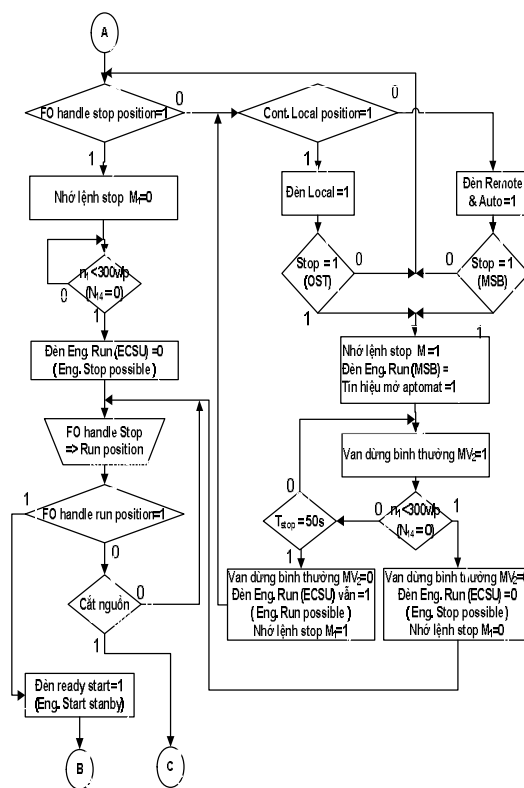 A
FO handle stop position=1
0
1
Cont. Local position=1
0
1
Nhớ lệnh stop M₁=0
Đèn Local=1
Đèn Remote
& Auto=1
n₁<300v/p
(N₁₄=0)
0
1
Stop = 1
(OST)
0
1
0
Stop = 1
(MSB)
1
Đèn Eng. Run (ECSU) =0
(Eng. Stop possible)
Nhớ lệnh stop M =1
Đèn Eng. Run (MSB) =
Tín hiệu mở aptomat =1
FO handle Stop
⇒ Run position
Van dừng bình thường MV₂=1
0
Tstop = 50s
1
0
n₁<300v/p
(N₁₄=0)
1
1
FO handle run position=1
0
Cắt nguồn
0
1
Van dừng bình thường MV₂=0
Đèn Eng. Run (ECSU) vẫn =1
(Eng. Run possible)
Nhớ lệnh stop M₁=1
Van dừng bình thường MV₂=0
Đèn Eng. Run (ECSU) =0
(Eng. Stop possible)
Nhớ lệnh stop M₁=0
Đèn ready start=1
(Eng. Start stanby)
B
C